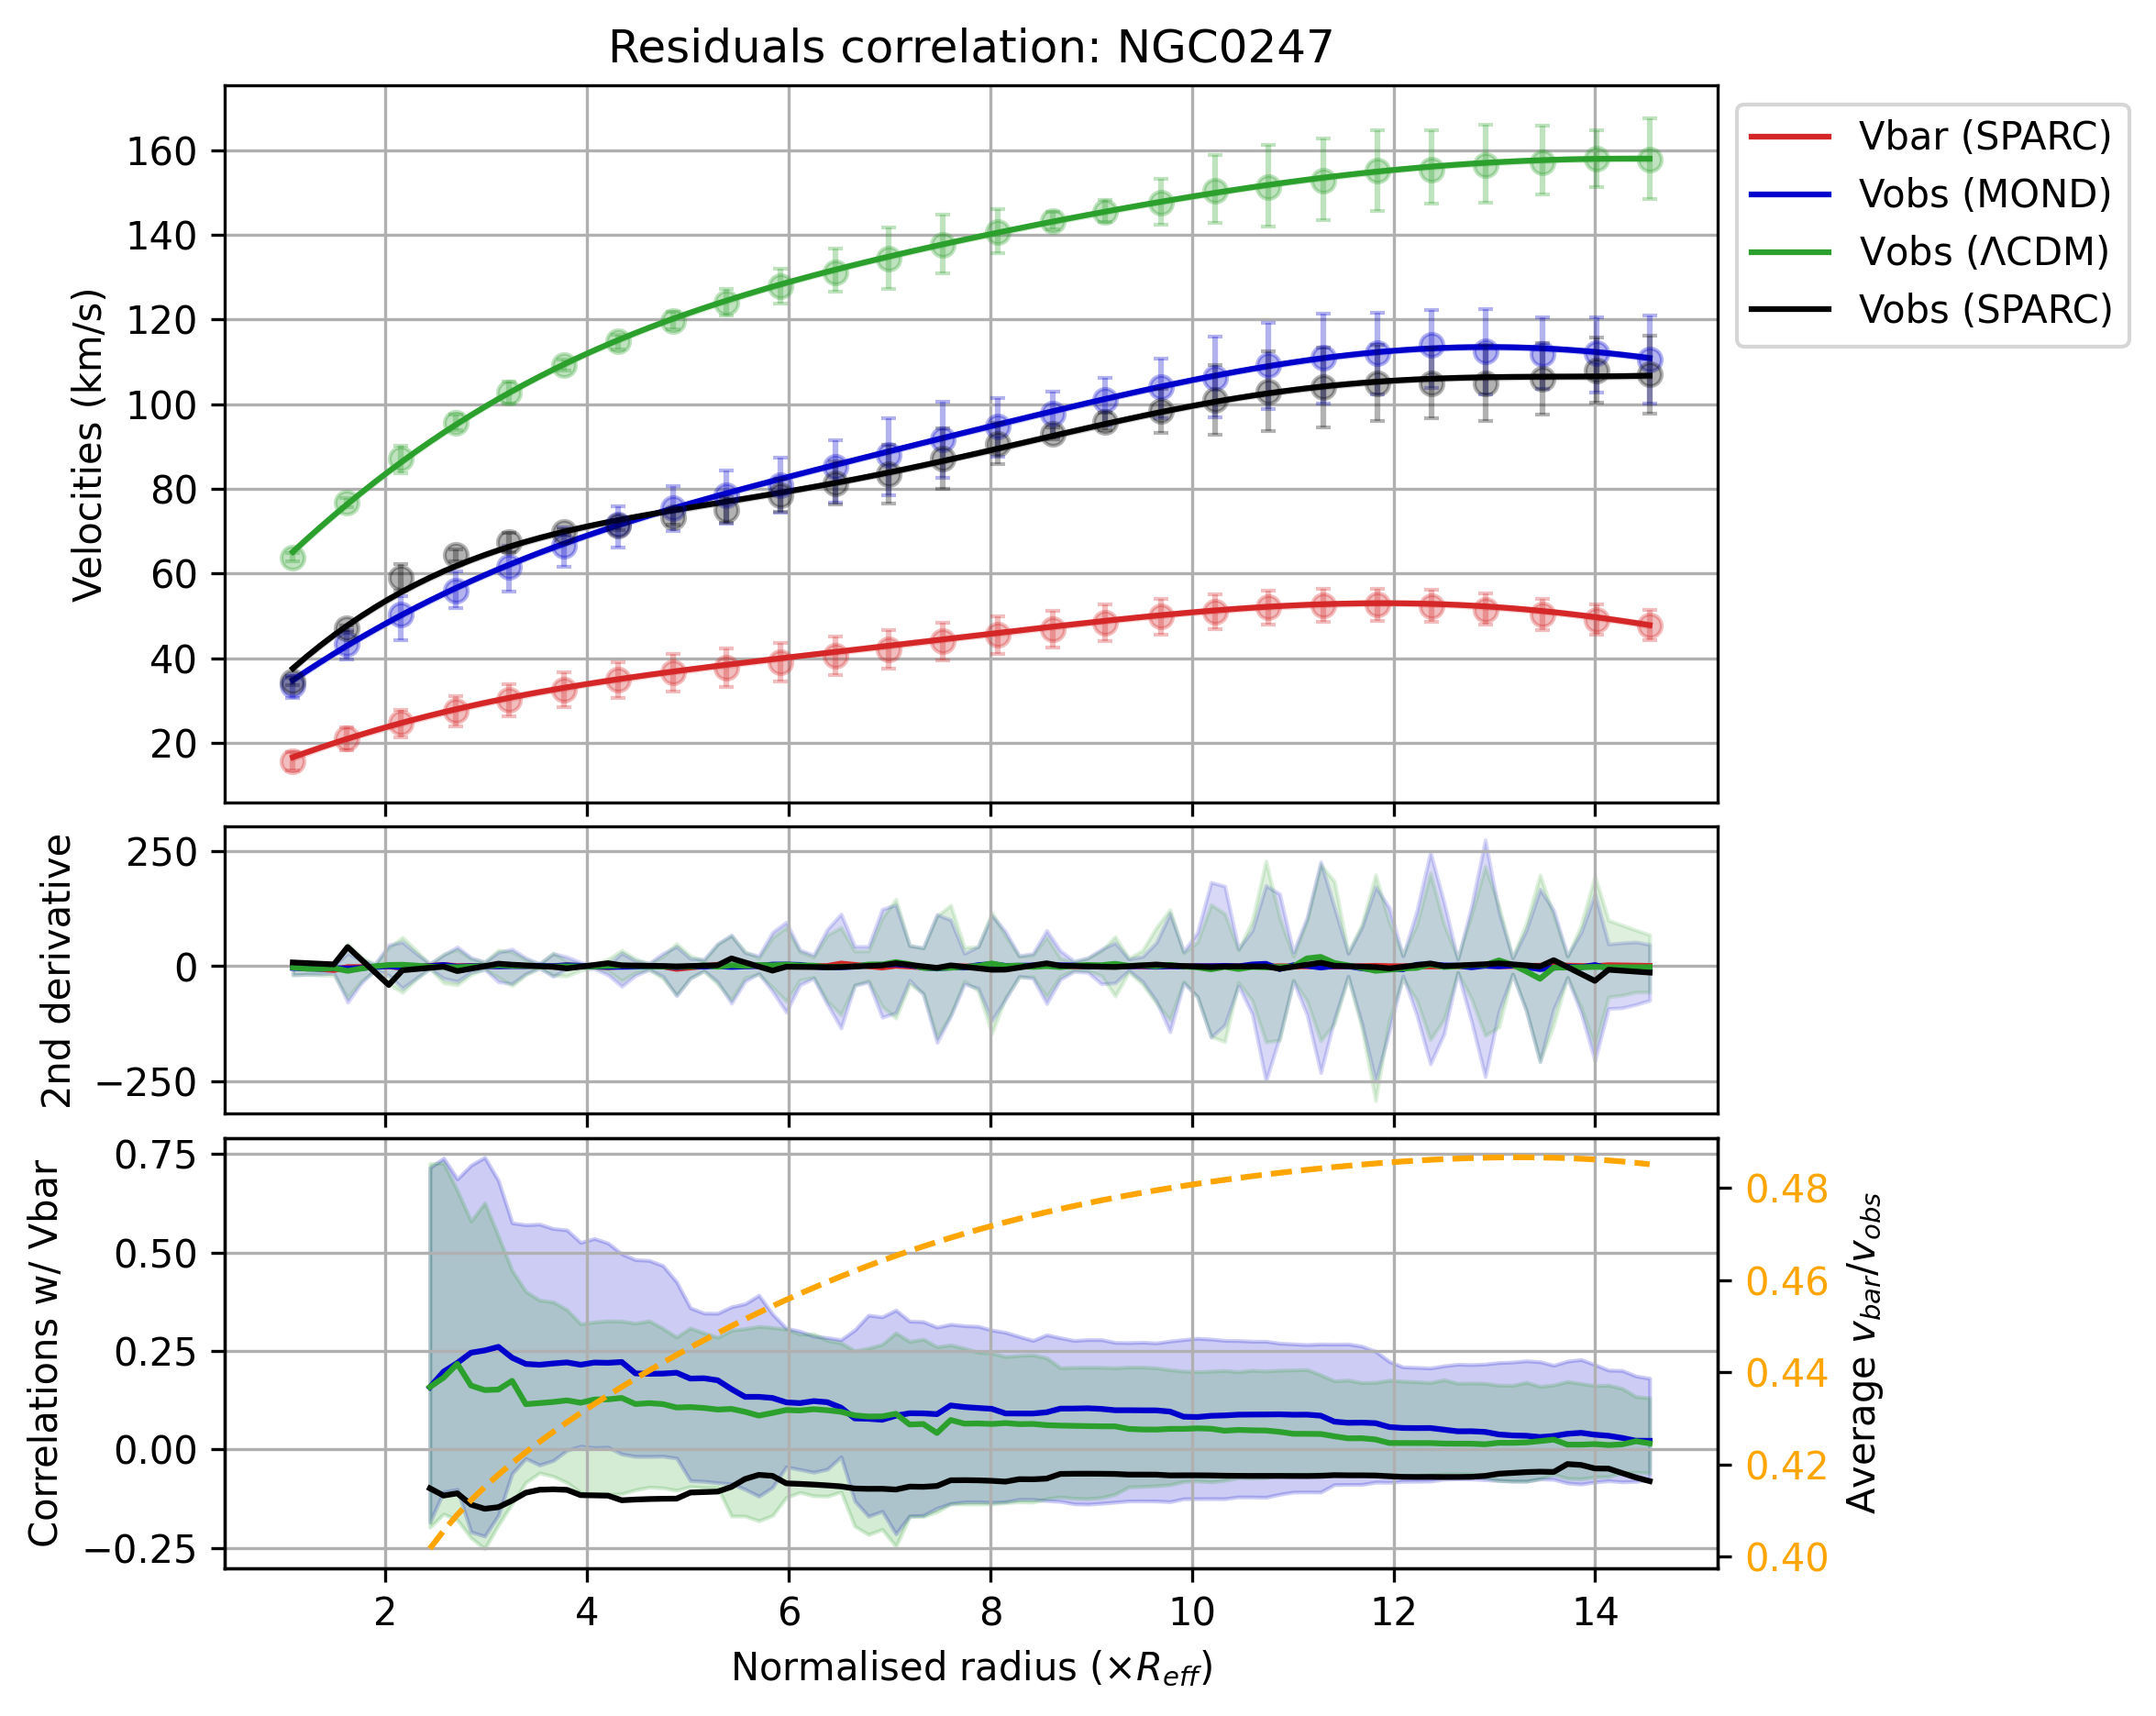 Residuals correlation: NGC0247
Velocities (km/s)
160
140
120
100
80
60
40
20
Vbar (SPARC)
Vobs (MOND)
Vobs (ΛCDM)
Vobs (SPARC)
2nd derivative
250
0
−250
Correlations w/ Vbar
0.75
0.50
0.25
0.00
−0.25
0.48
0.46
0.44
0.42
0.40
Average v_bar/v_obs
2 4 6 8 10 12 14
Normalised radius (×R_eff)